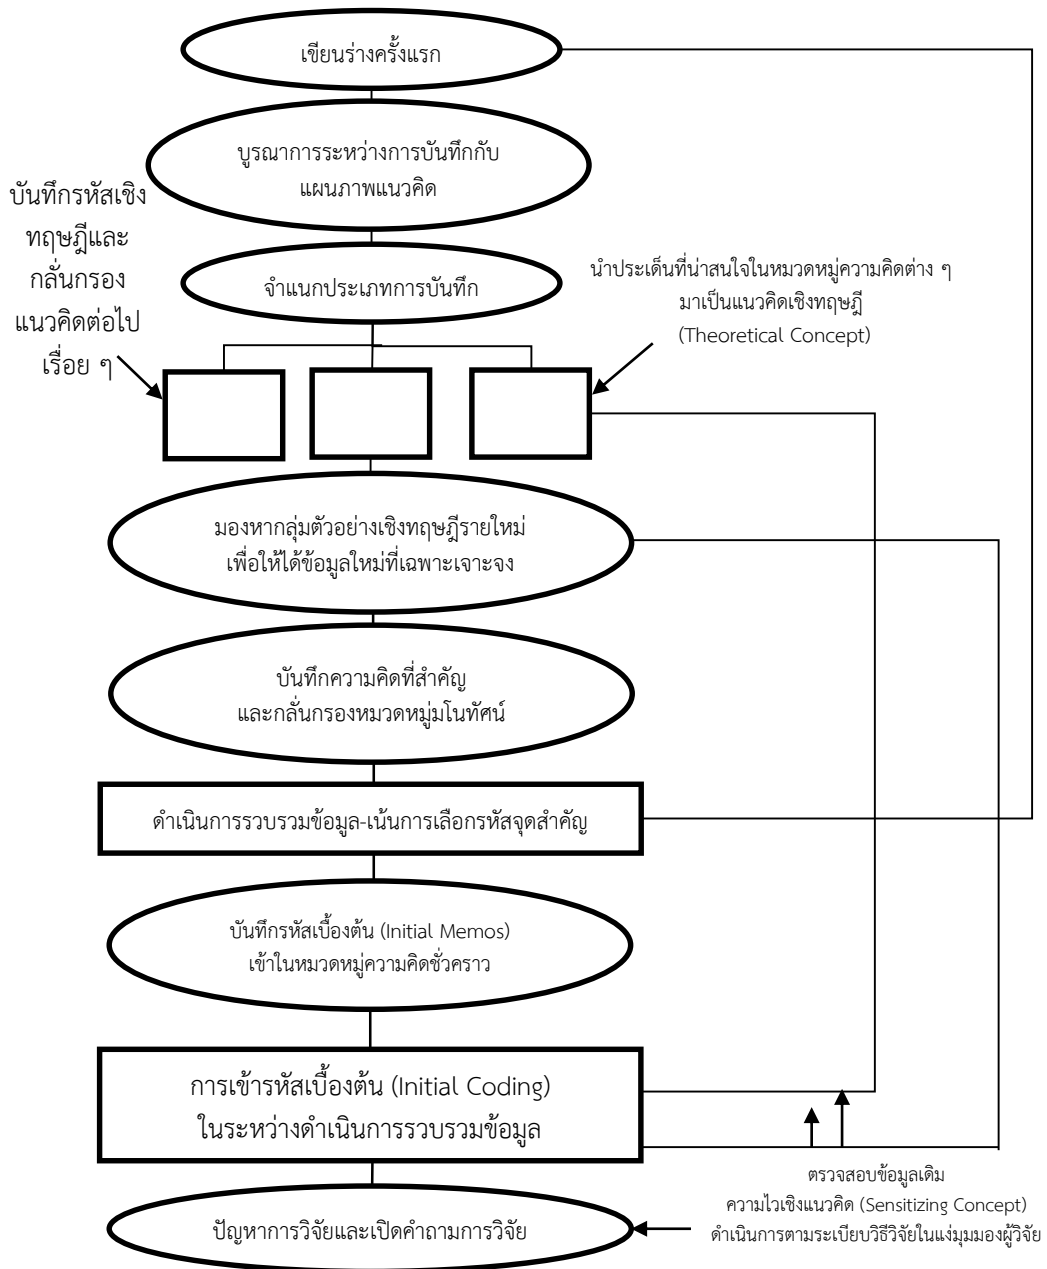 เขียนร่างครั้งแรก
บูรณาการระหว่างการบันทึกกับ
แผนภาพแนวคิด
บันทึกรหัสเชิง
ทฤษฎีและ
กลั่นกรอง
แนวคิดต่อไป
เรื่อย ๆ
จำแนกประเภทการบันทึก
นำประเด็นที่น่าสนใจในหมวดหมู่ความคิดต่าง ๆ
มาเป็นแนวคิดเชิงทฤษฎี
(Theoretical Concept)
มองหากลุ่มตัวอย่างเชิงทฤษฎีรายใหม่
เพื่อให้ได้ข้อมูลใหม่ที่เฉพาะเจาะจง
บันทึกความคิดที่สำคัญ
และกลั่นกรองหมวดหมู่มโนทัศน์
ดำเนินการรวบรวมข้อมูล-เน้นการเลือกรหัสจุดสำคัญ
บันทึกรหัสเบื้องต้น (Initial Memos)
เข้าในหมวดหมู่ความคิดชั่วคราว
การเข้ารหัสเบื้องต้น (Initial Coding)
ในระหว่างดำเนินการรวบรวมข้อมูล
ปัญหาการวิจัยและเปิดคำถามการวิจัย
ตรวจสอบข้อมูลเดิม
ความไวเชิงแนวคิด (Sensitizing Concept)
ดำเนินการตามระเบียบวิธีวิจัยในแง่มุมมองผู้วิจัย